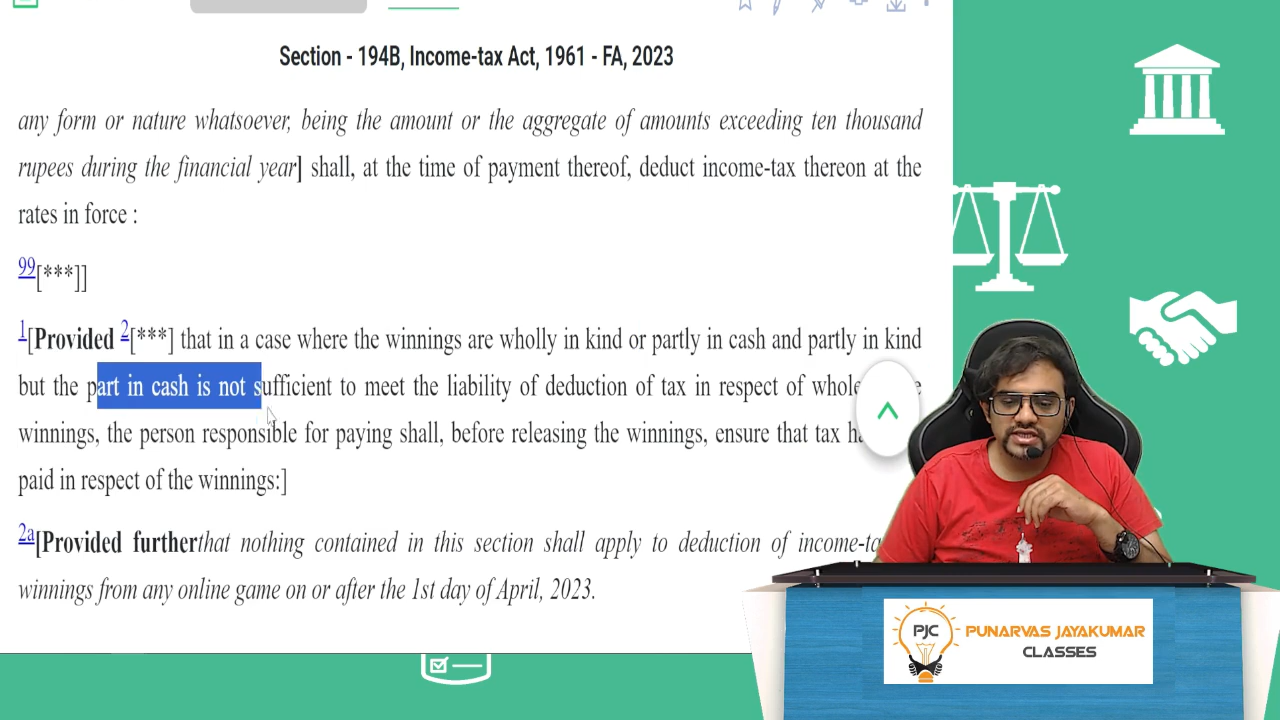 Section - 194B, Income-tax Act, 1961 - FA, 2023
any form or nature whatsoever, being the amount or the aggregate of amounts exceeding ten thousand
rupees during the financial year] shall, at the time of payment thereof, deduct income-tax thereon at the
rates in force :
99[***]]
1[Provided 2[***] that in a case where the winnings are wholly in kind or partly in cash and partly in kind
but the part in cash is not sufficient to meet the liability of deduction of tax in respect of whole
winnings, the person responsible for paying shall, before releasing the winnings, ensure that tax
paid in respect of the winnings:]
2a[Provided furtherthat nothing contained in this section shall apply to deduction of
winnings from any online game on or after the 1st day of April, 2023.
PJC
PUNARVAS JAYAKUMAR
CLASSES